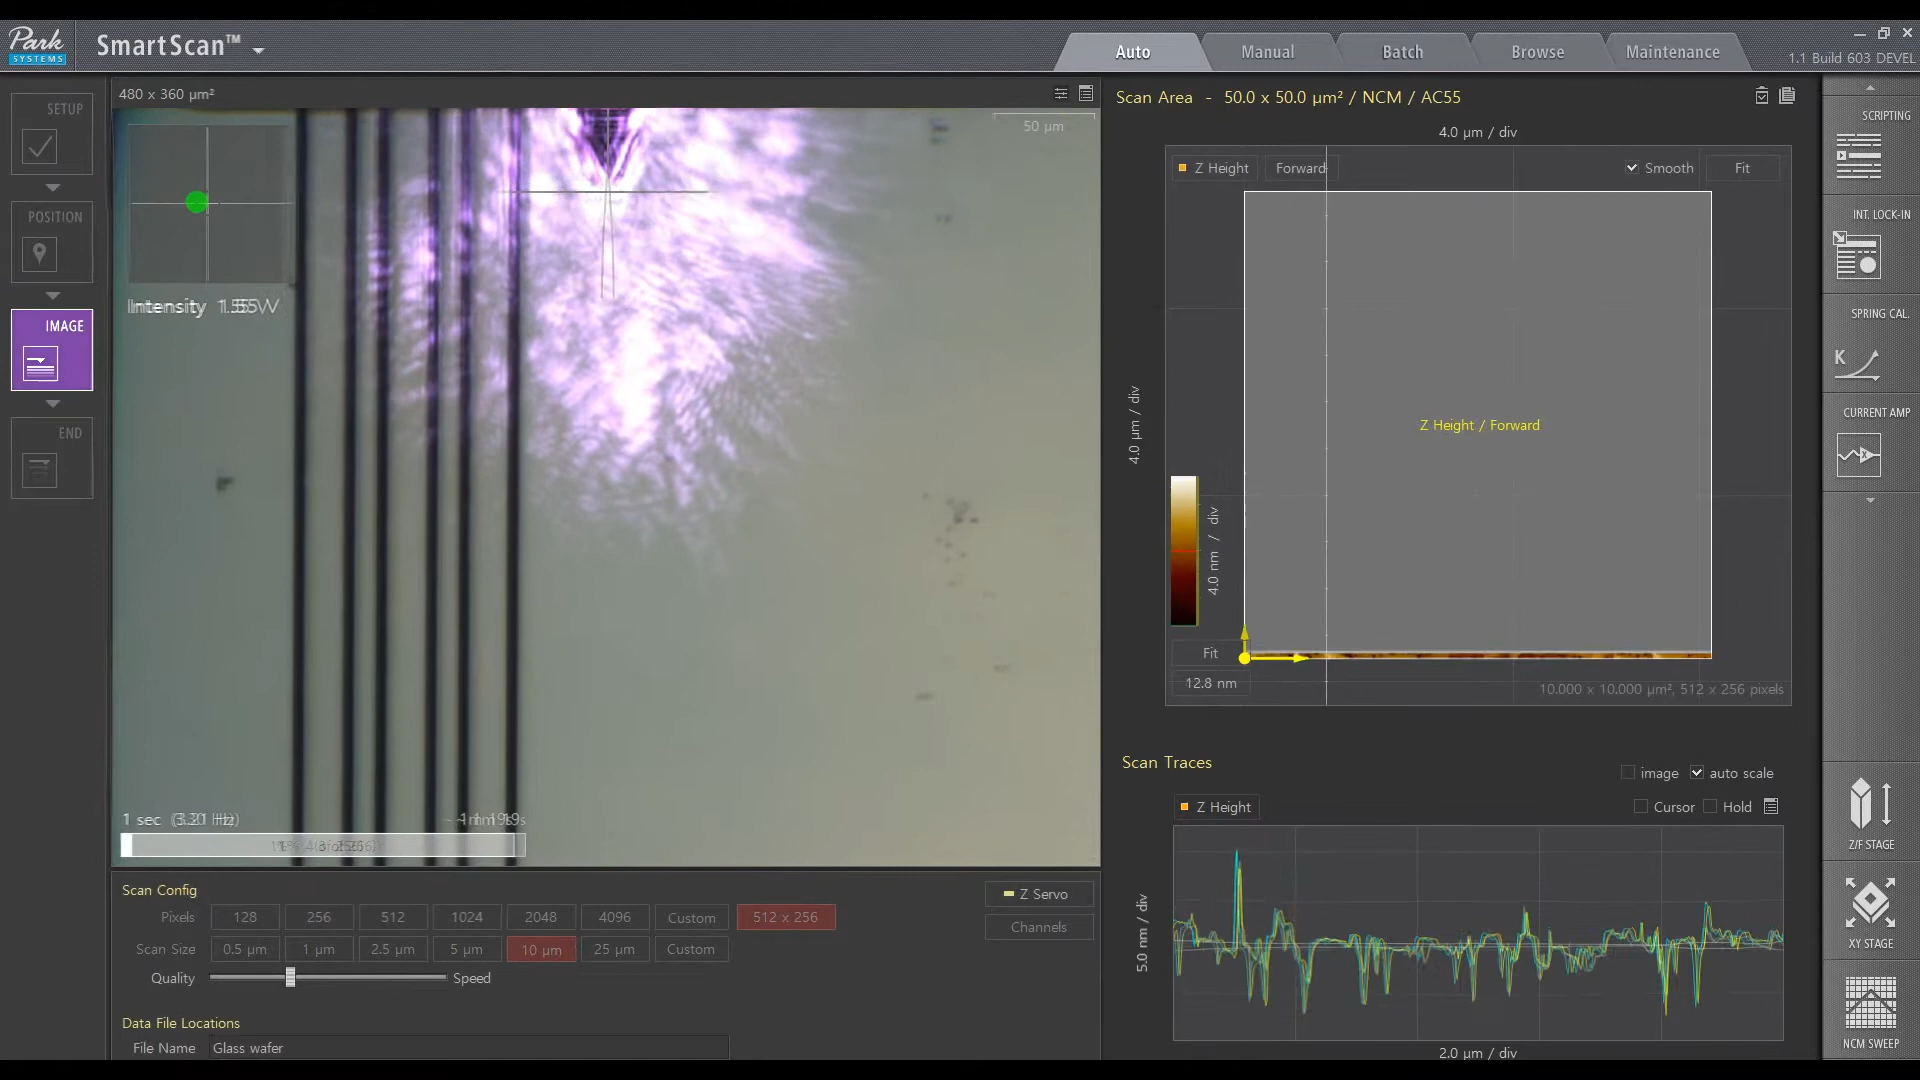 Park
SYSTEMS
SmartScan™
Auto
Manual
Batch
Browse
Maintenance
1.1 Build 603 DEVEL
SETUP
POSITION
IMAGE
END
480 x 360 µm²
50 µm
Intensity
1 sec
Scan Config
Pixels
128
256
512
1024
2048
4096
Custom
512 x 256
Scan Size
0.5 µm
1 µm
2.5 µm
5 µm
10 µm
25 µm
Custom
Quality
Speed
Z Servo
Channels
Data File Locations
File Name
Glass wafer
Scan Area - 50.0 x 50.0 µm² / NCM / AC55
4.0 µm / div
Z Height
Forward
Smooth
Fit
4.0 µm / div
Z Height / Forward
4.0 nm / div
Fit
12.8 nm
10.000 x 10.000 µm², 512 x 256 pixels
Scan Traces
image
auto scale
Z Height
Cursor
Hold
5.0 nm / div
2.0 µm / div
SCRIPTING
INT. LOCK-IN
SPRING CAL.
K
CURRENT AMP
Z/F STAGE
XY STAGE
NCM SWEEP